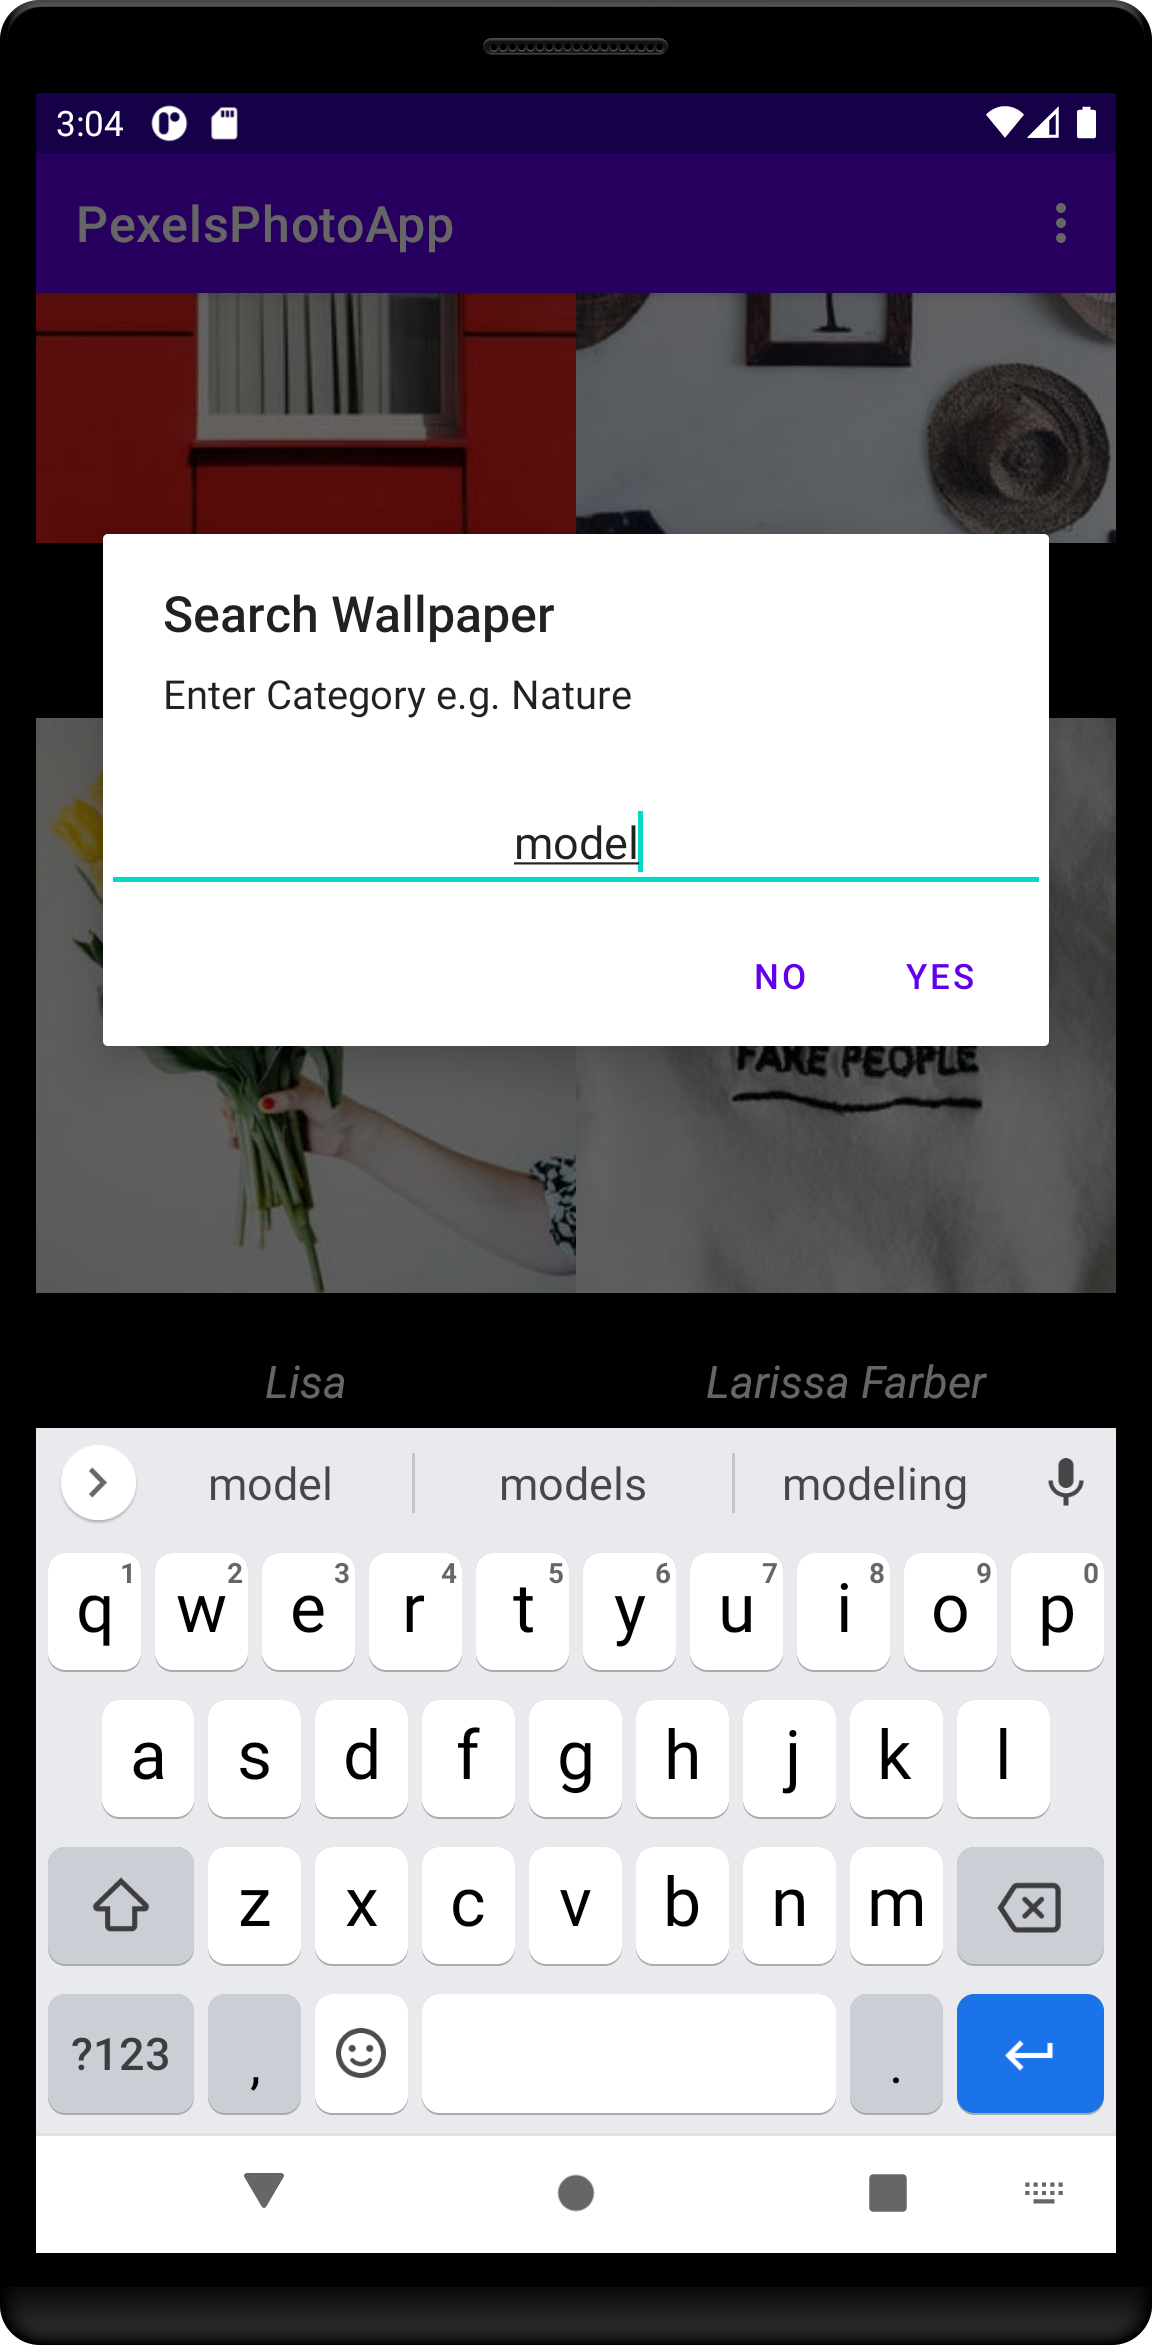 3:04
PexelsPhotoApp
Search Wallpaper
Enter Category e.g. Nature
model
NO YES
FAKE PEOPLE
Lisa Larissa Farber
model models modeling
q 1 w 2 e 3 r 4 t 5 y 6 u 7 i 8 o 9 p 0
a s d f g h j k l
z x c v b n m
?123 , .